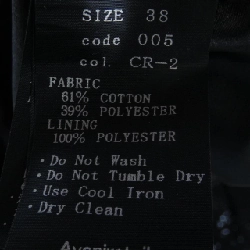 SIZE 38
code 005
col. CR-2
FABRIC
61% COTTON
39% POLYESTER
LINING
100% POLYESTER
• Do Not Wash
• Do Not Tumble Dry
• Use Cool Iron
• Dry Clean